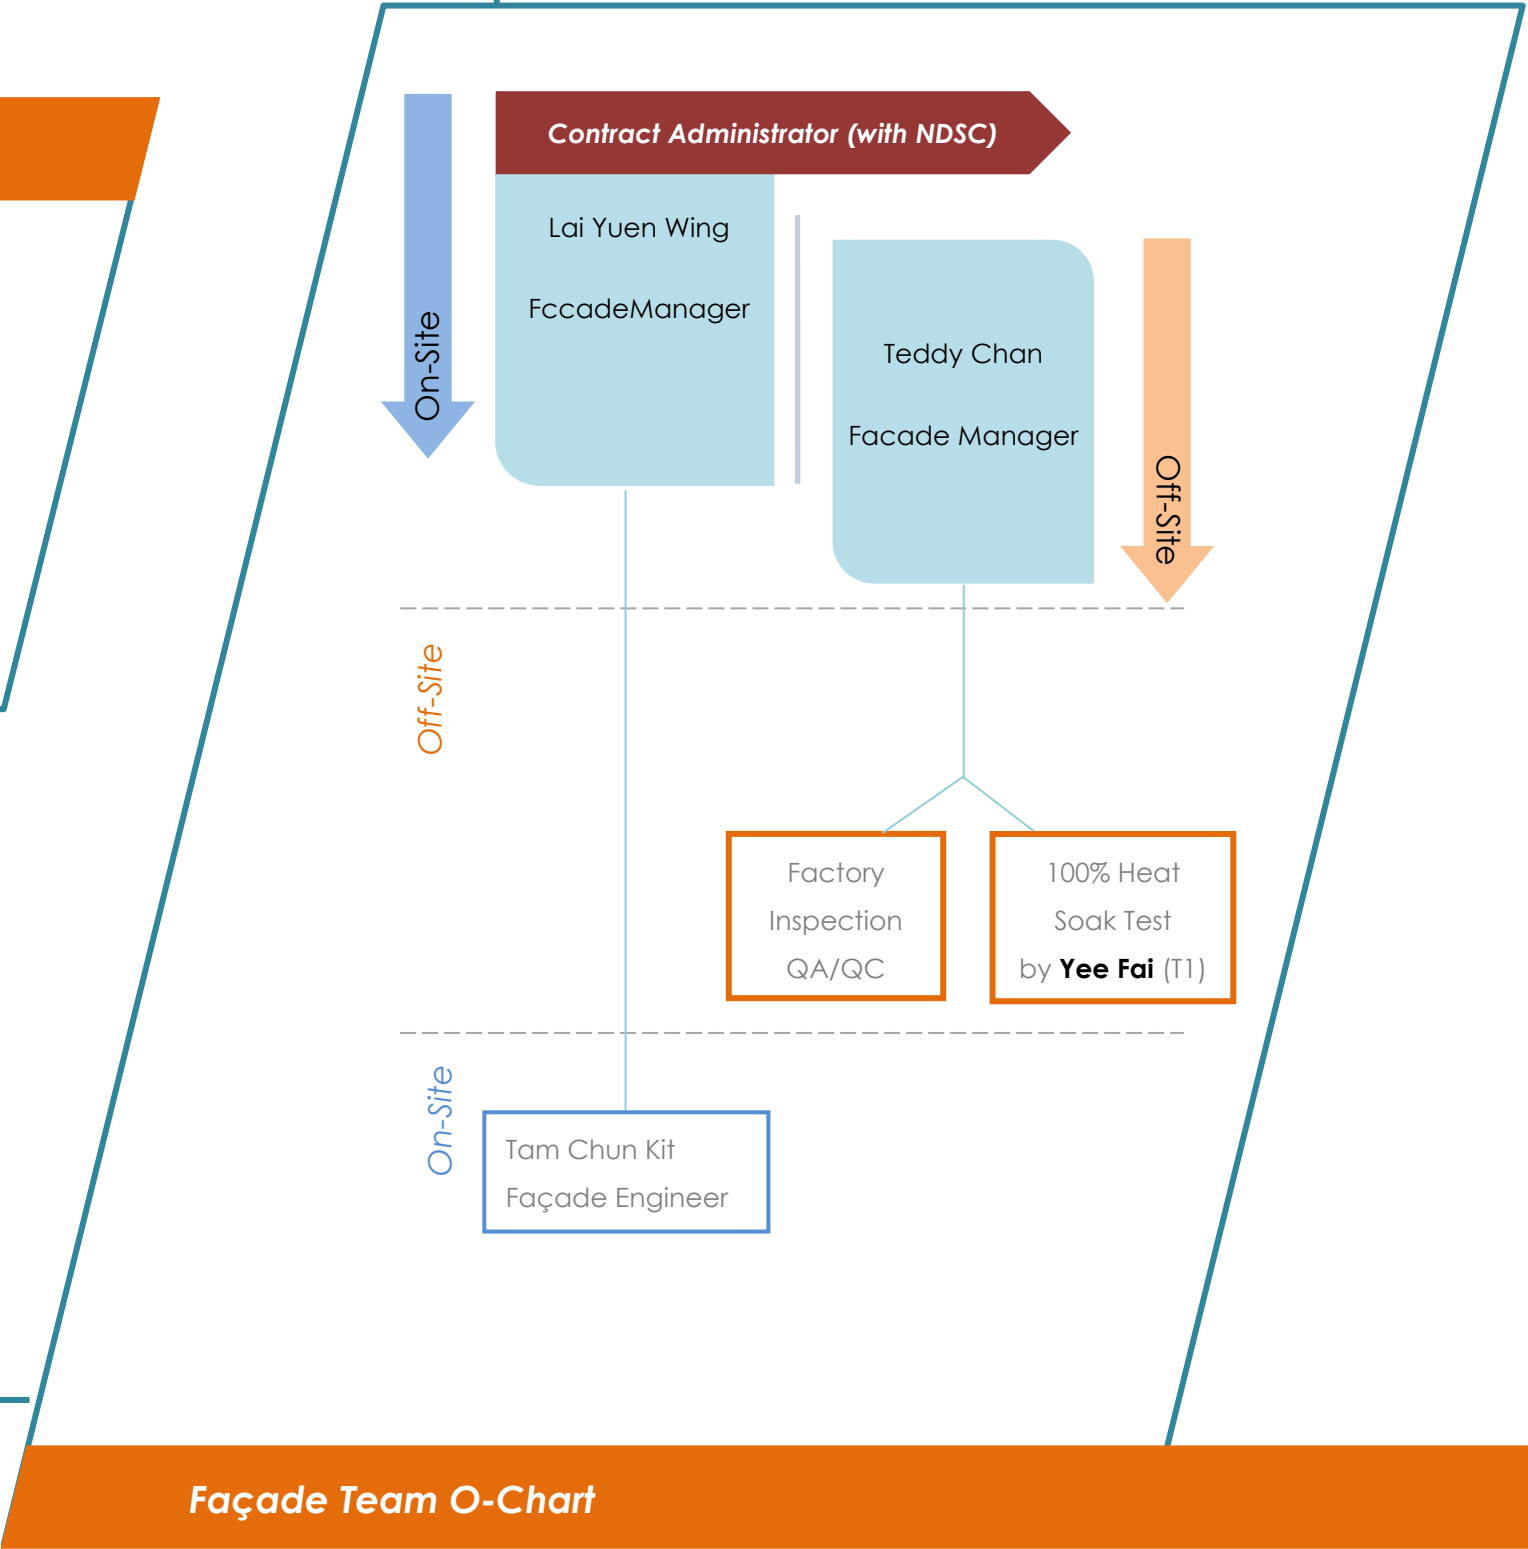 Contract Administrator (with NDSC)
On-Site
Lai Yuen Wing
FccadeManager
Teddy Chan
Facade Manager
Off-Site
Off-Site
Factory
Inspection
QA/QC
100% Heat
Soak Test
by Yee Fai (T1)
On-Site
Tam Chun Kit
Façade Engineer
Façade Team O-Chart